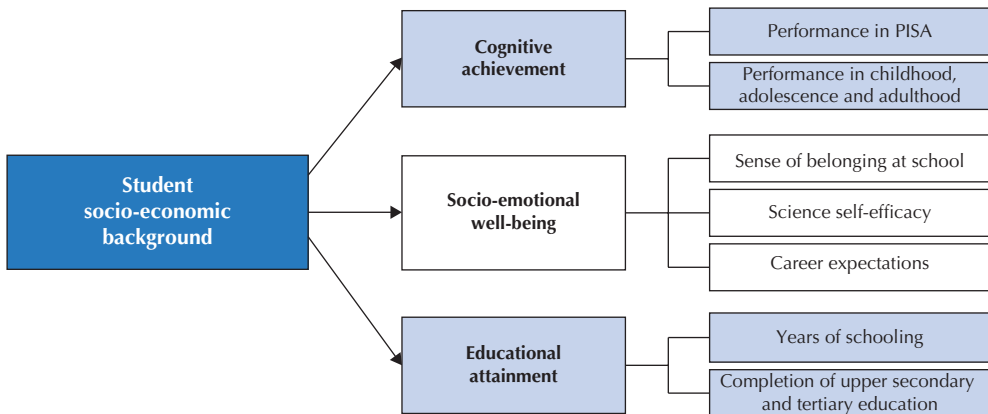 Student
socio-economic
background
Cognitive
achievement
Performance in PISA
Performance in childhood,
adolescence and adulthood
Socio-emotional
well-being
Sense of belonging at school
Science self-efficacy
Career expectations
Educational
attainment
Years of schooling
Completion of upper secondary
and tertiary education